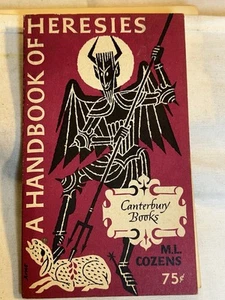 A HANDBOOK OF HERESIES
Canterbury
Books
M.L.
COZENS
75¢